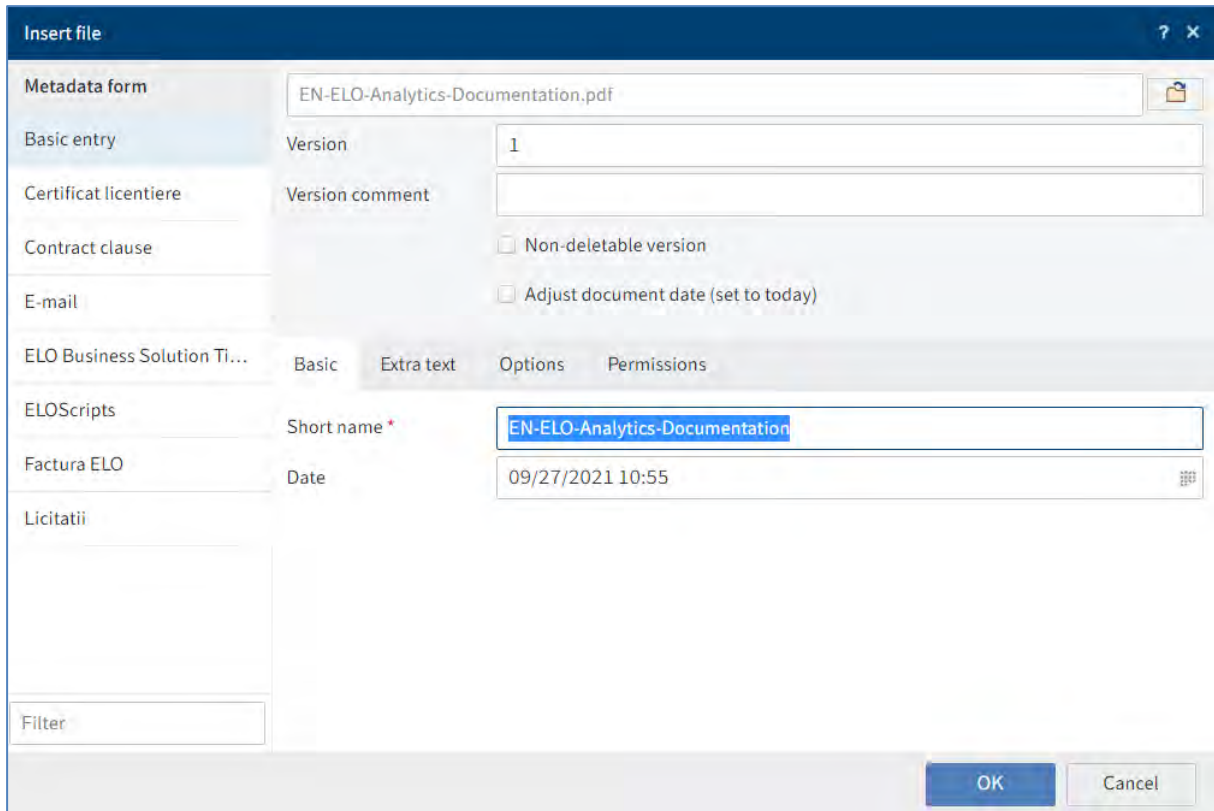 Insert file
? ×
Metadata form
Basic entry
Certificat licentiere
Contract clause
E-mail
ELO Business Solution Ti...
ELOScripts
Factura ELO
Licitatii
Filter
EN-ELO-Analytics-Documentation.pdf
Version 1
Version comment
Non-deletable version
Adjust document date (set to today)
Basic Extra text Options Permissions
Short name * EN-ELO-Analytics-Documentation
Date 09/27/2021 10:55
OK Cancel